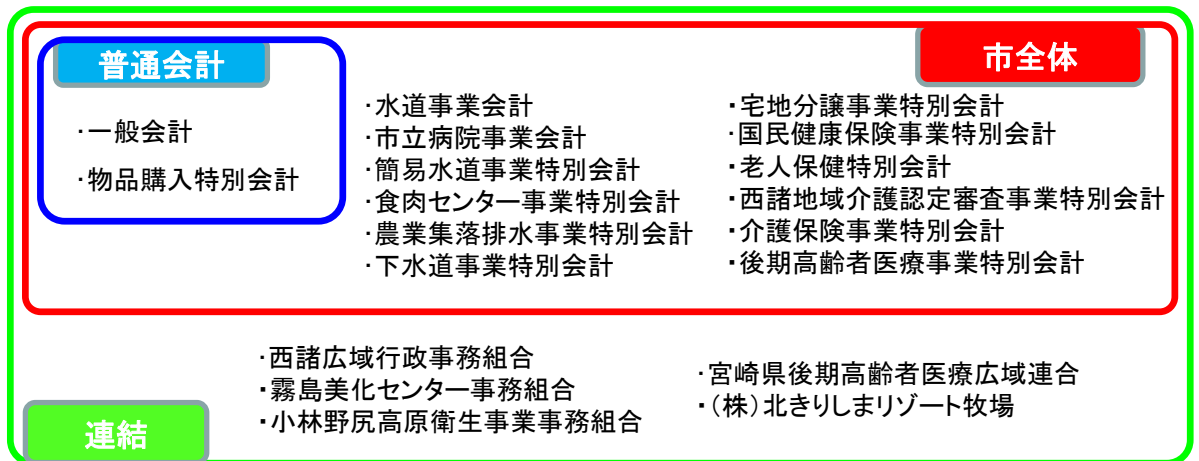 普通会計
・一般会計
・物品購入特別会計
市全体
・水道事業会計
・市立病院事業会計
・簡易水道事業特別会計
・食肉センター事業特別会計
・農業集落排水事業特別会計
・下水道事業特別会計
・宅地分譲事業特別会計
・国民健康保険事業特別会計
・老人保健特別会計
・西諸地域介護認定審査事業特別会計
・介護保険事業特別会計
・後期高齢者医療事業特別会計
・西諸広域行政事務組合
・霧島美化センター事務組合
・小林野尻高原衛生事業事務組合
・宮崎県後期高齢者医療広域連合
・(株)北きりしまリゾート牧場
連結